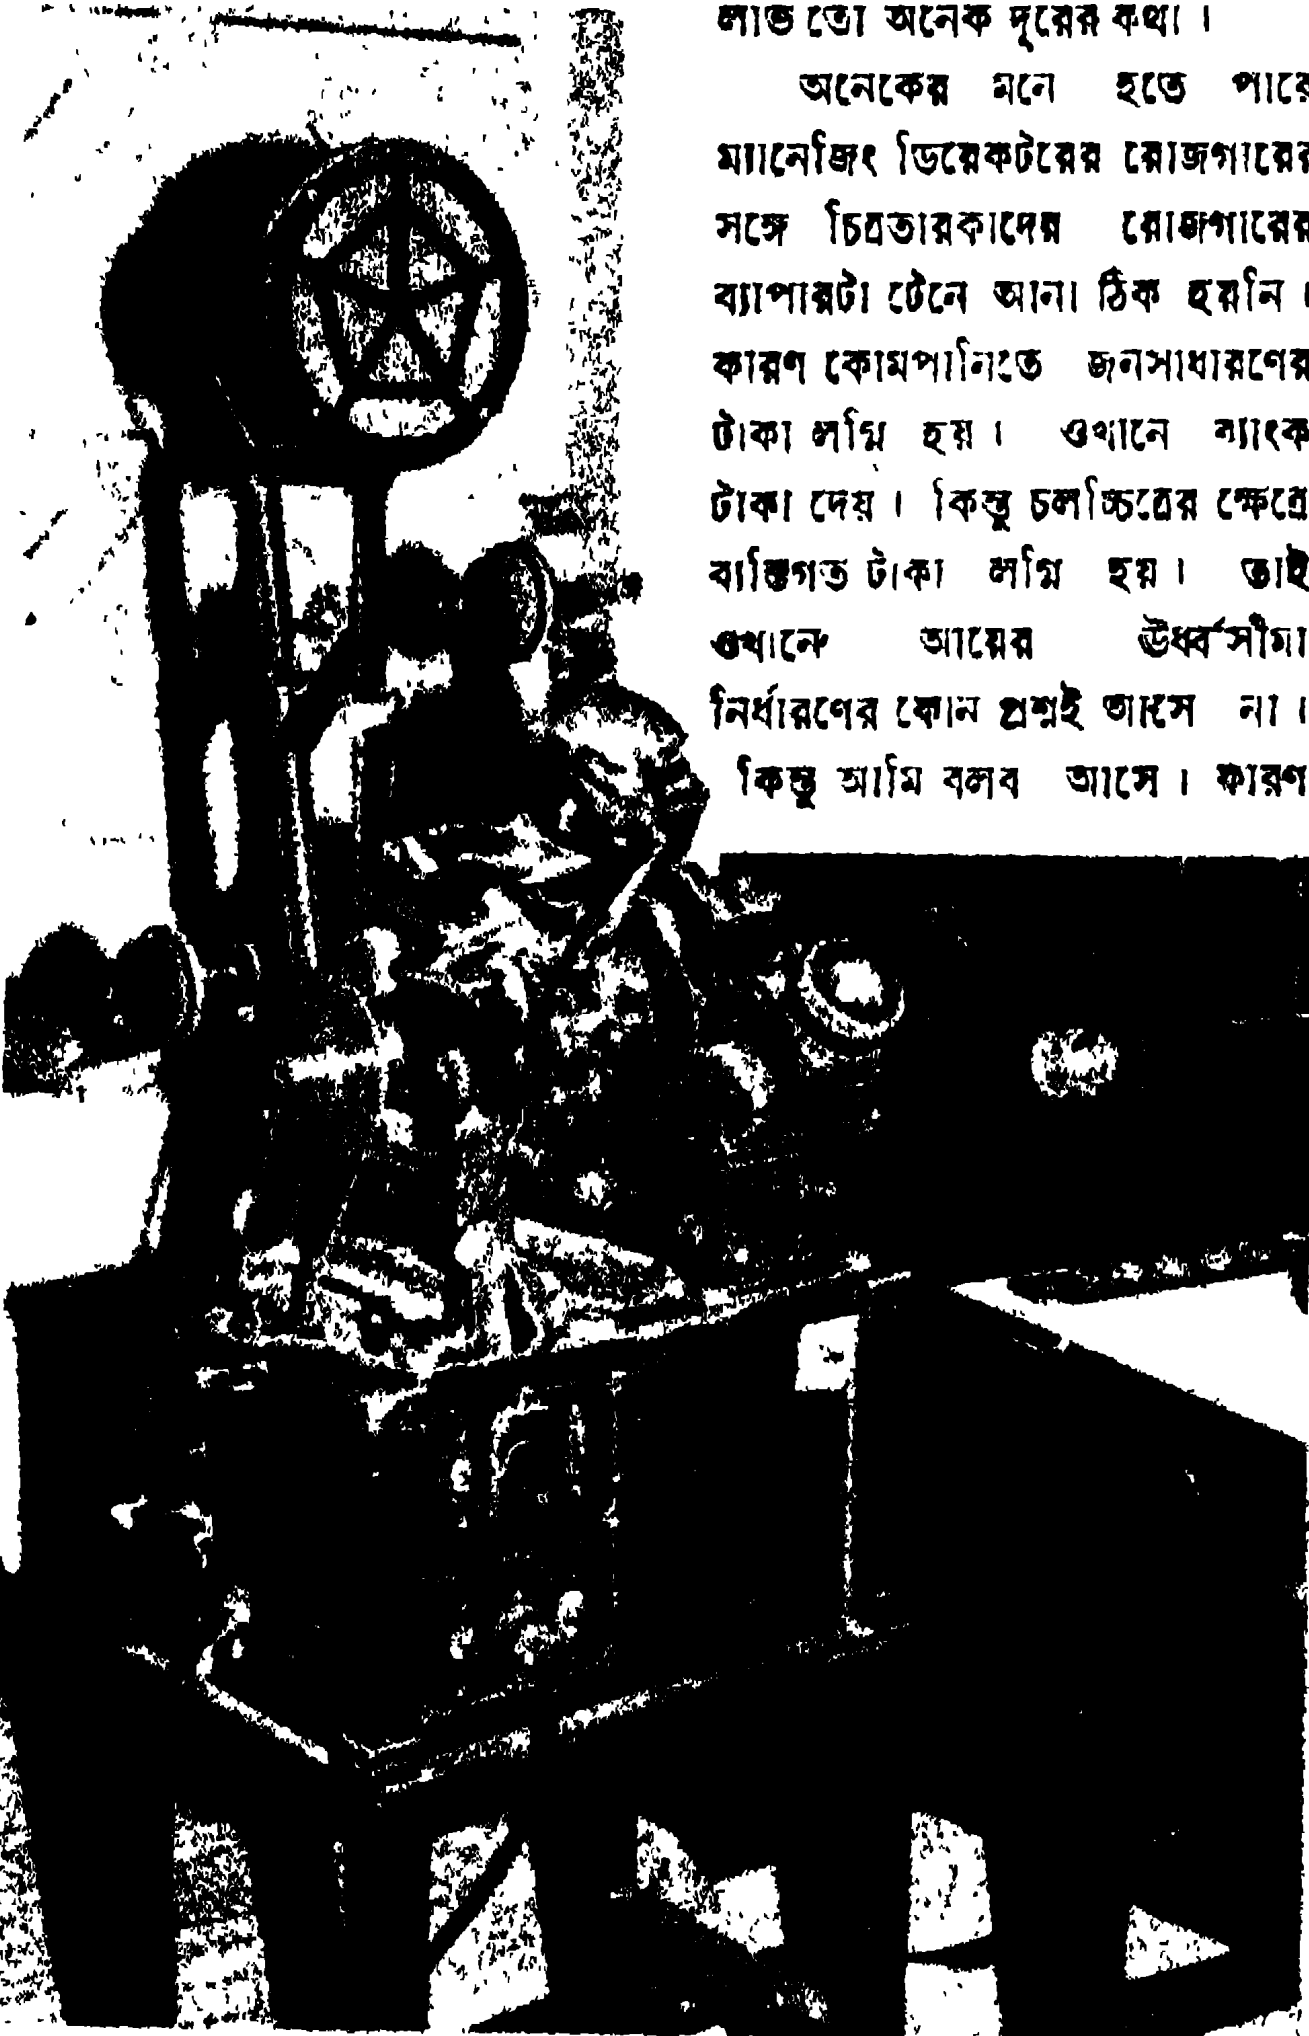 লাভ তো অনেক দূরের কথা ।
অনেকের মনে হতে পারে
ম্যানেজিং ডিরেকটরের রোজগারের
সঙ্গে চিত্রতারকাদের রোজগারের
ব্যাপারটা টেনে আনা ঠিক হয়নি ।
কারণ কোমপানিতে জনসাধারণের
টাকা লগ্নি হয় । ওখানে ব্যাংক
টাকা দেয় । কিন্তু চলচ্চিত্রের ক্ষেত্রে
ব্যক্তিগত টাকা লগ্নি হয় । তাই
ওখানে আয়ের ঊর্ধ্বসীমা
নির্ধারণের কোন প্রশ্নই আসে না ।
কিন্তু আমি বলব আসে । কারণ